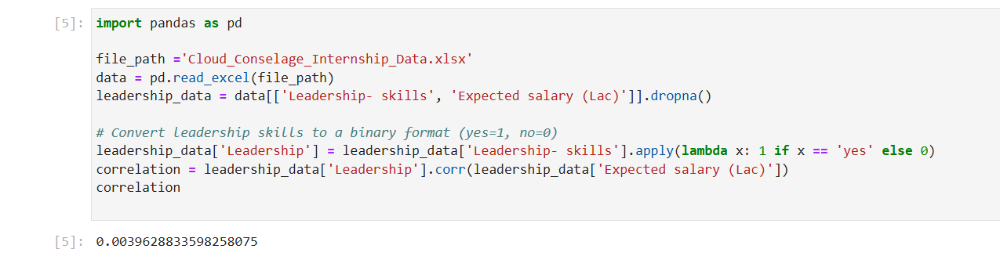 [5]: import pandas as pd
file_path ='Cloud_Conselage_Internship_Data.xlsx'
data = pd.read_excel(file_path)
leadership_data = data[['Leadership- skills', 'Expected salary (Lac)']].dropna()
# Convert leadership skills to a binary format (yes=1, no=0)
leadership_data['Leadership'] = leadership_data['Leadership- skills'].apply(lambda x: 1 if x == 'yes' else 0)
correlation = leadership_data['Leadership'].corr(leadership_data['Expected salary (Lac)'])
correlation
[5]: 0.0039628833598258075